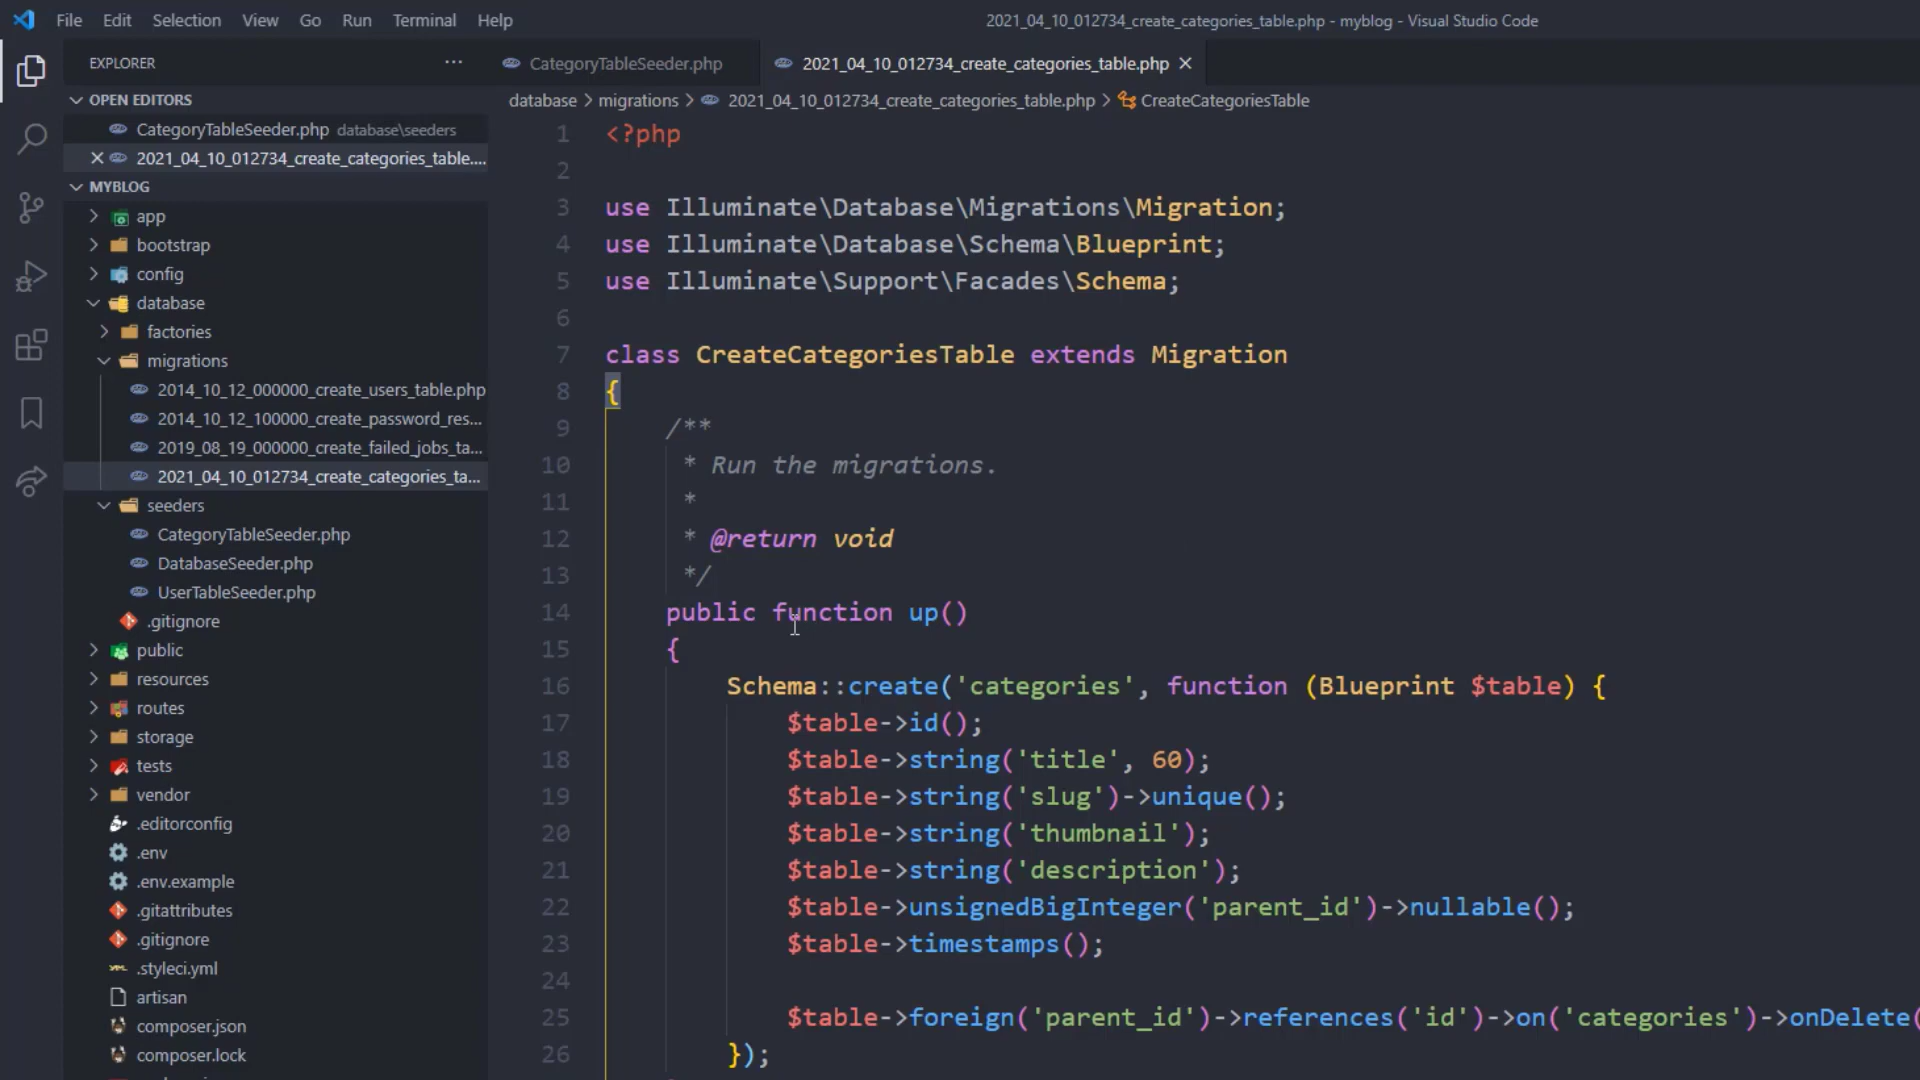 File Edit Selection View Go Run Terminal Help
2021_04_10_012734_create_categories_table.php - myblog - Visual Studio Code
EXPLORER
OPEN EDITORS
CategoryTableSeeder.php database\seeders
2021_04_10_012734_create_categories_table....
MYBLOG
app
bootstrap
config
database
factories
migrations
2014_10_12_000000_create_users_table.php
2014_10_12_100000_create_password_res...
2019_08_19_000000_create_failed_jobs_ta...
2021_04_10_012734_create_categories_ta...
seeders
CategoryTableSeeder.php
DatabaseSeeder.php
UserTableSeeder.php
.gitignore
public
resources
routes
storage
tests
vendor
.editorconfig
.env
.env.example
.gitattributes
.gitignore
.styleci.yml
artisan
composer.json
composer.lock
CategoryTableSeeder.php
2021_04_10_012734_create_categories_table.php
database > migrations > 2021_04_10_012734_create_categories_table.php > CreateCategoriesTable
1 <?php
2
3 use Illuminate\Database\Migrations\Migration;
4 use Illuminate\Database\Schema\Blueprint;
5 use Illuminate\Support\Facades\Schema;
6
7 class CreateCategoriesTable extends Migration
8 {
9 /**
10 * Run the migrations.
11 *
12 * @return void
13 */
14 public function up()
15 {
16 Schema::create('categories', function (Blueprint $table) {
17 $table->id();
18 $table->string('title', 60);
19 $table->string('slug')->unique();
20 $table->string('thumbnail');
21 $table->string('description');
22 $table->unsignedBigInteger('parent_id')->nullable();
23 $table->timestamps();
24
25 $table->foreign('parent_id')->references('id')->on('categories')->onDelete(
26 });